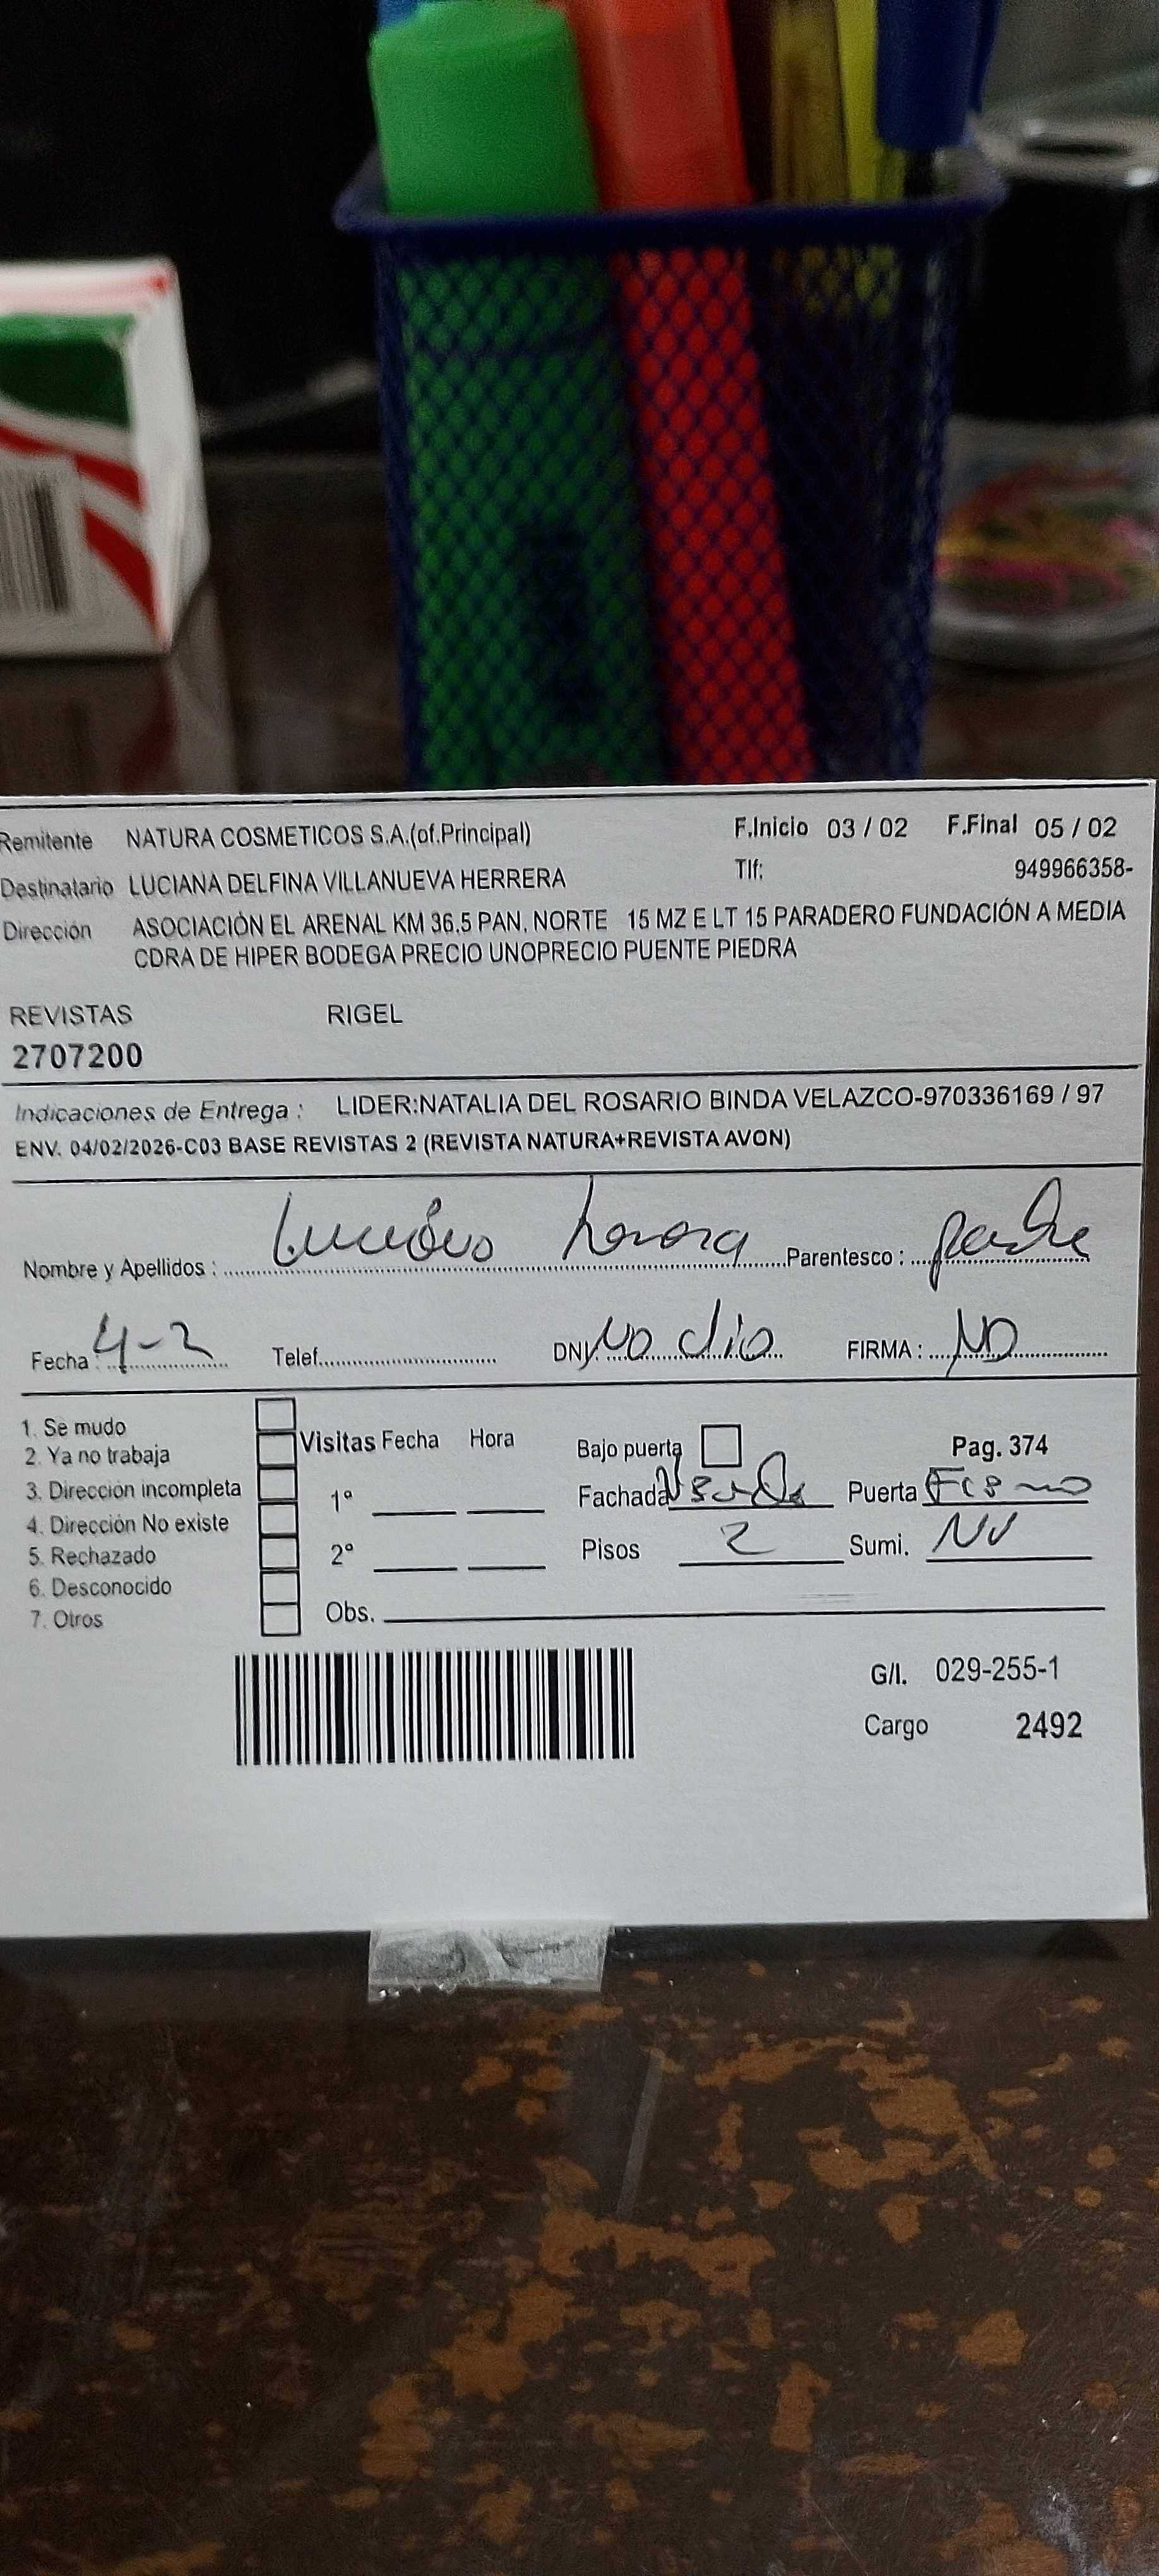 Remitente NATURA COSMETICOS S.A.(of.Principal) F.Inicio 03 / 02 F.Final 05 / 02
Destinatario LUCIANA DELFINA VILLANUEVA HERRERA Tlf: 949966358-
Dirección ASOCIACIÓN EL ARENAL KM 36.5 PAN. NORTE 15 MZ E LT 15 PARADERO FUNDACIÓN A MEDIA
CDRA DE HIPER BODEGA PRECIO UNOPRECIO PUENTE PIEDRA
REVISTAS RIGEL
2707200
Indicaciones de Entrega : LIDER:NATALIA DEL ROSARIO BINDA VELAZCO-970336169 / 97
ENV. 04/02/2026-C03 BASE REVISTAS 2 (REVISTA NATURA+REVISTA AVON)
Nombre y Apellidos : Parentesco : padre
Fecha : 4-2 Telef. DNI/: No dio FIRMA : NO
1. Se mudo
2. Ya no trabaja
3. Dirección incompleta
4. Dirección No existe
5. Rechazado
6. Desconocido
7. Otros
Visitas Fecha Hora
1º
2º
Obs.
Bajo puerta Pag. 374
Fachada Puerta
Pisos 2 Sumi.
G/I. 029-255-1
Cargo 2492